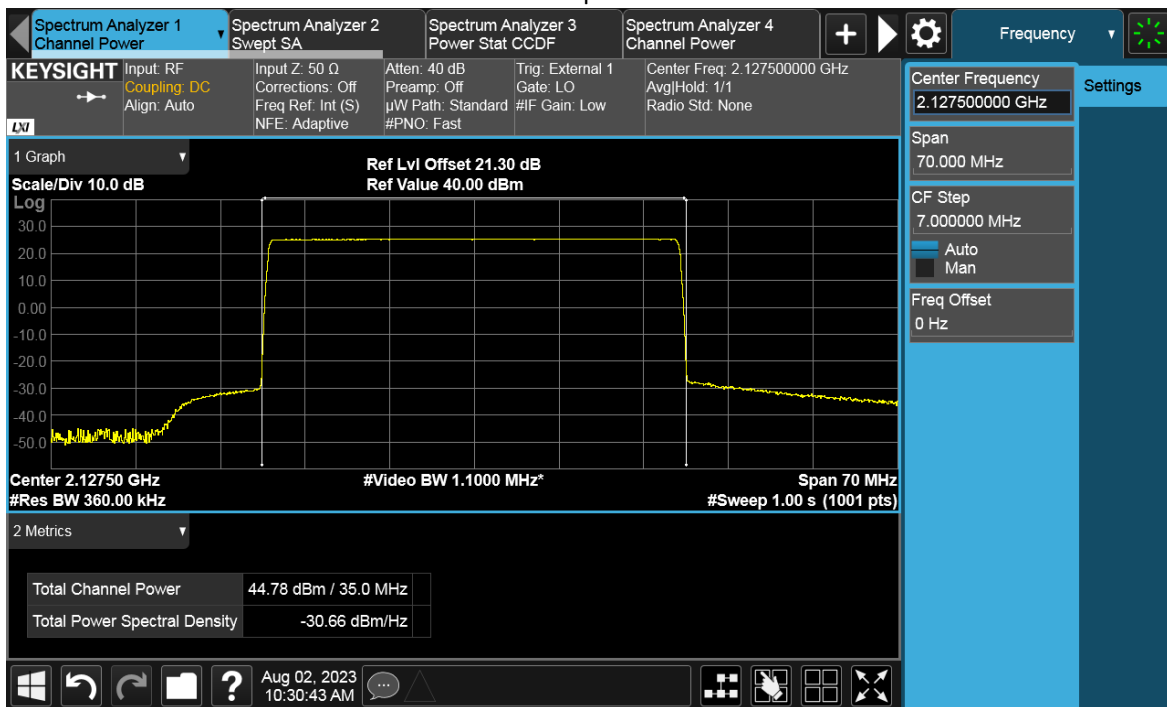 Spectrum Analyzer 1
Channel Power
Spectrum Analyzer 2
Swept SA
Spectrum Analyzer 3
Power Stat CCDF
Spectrum Analyzer 4
Channel Power
+
Frequency
KEYSIGHT
LXI
Input: RF
Coupling: DC
Align: Auto
Input Z: 50 Ω
Corrections: Off
Freq Ref: Int (S)
NFE: Adaptive
Atten: 40 dB
Preamp: Off
µW Path: Standard
#PNO: Fast
Trig: External 1
Gate: LO
#IF Gain: Low
Center Freq: 2.127500000 GHz
Avg|Hold: 1/1
Radio Std: None
Center Frequency
2.127500000 GHz
Settings
Span
70.000 MHz
CF Step
7.000000 MHz
Auto
Man
Freq Offset
0 Hz
1 Graph
Ref Lvl Offset 21.30 dB
Scale/Div 10.0 dB
Ref Value 40.00 dBm
Log
30.0
20.0
10.0
0.00
-10.0
-20.0
-30.0
-40.0
-50.0
Center 2.12750 GHz
#Video BW 1.1000 MHz*
Span 70 MHz
#Res BW 360.00 kHz
#Sweep 1.00 s (1001 pts)
2 Metrics
Total Channel Power 44.78 dBm / 35.0 MHz
Total Power Spectral Density -30.66 dBm/Hz
?
Aug 02, 2023
10:30:43 AM